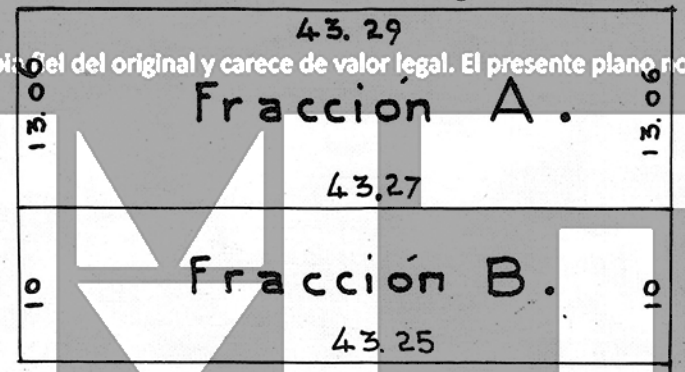 43.29
ia fiel del original y carece de valor legal. El presente plano no
13.06
Fracción A.
13.06
43.27
10
Fracción B.
10
43.25